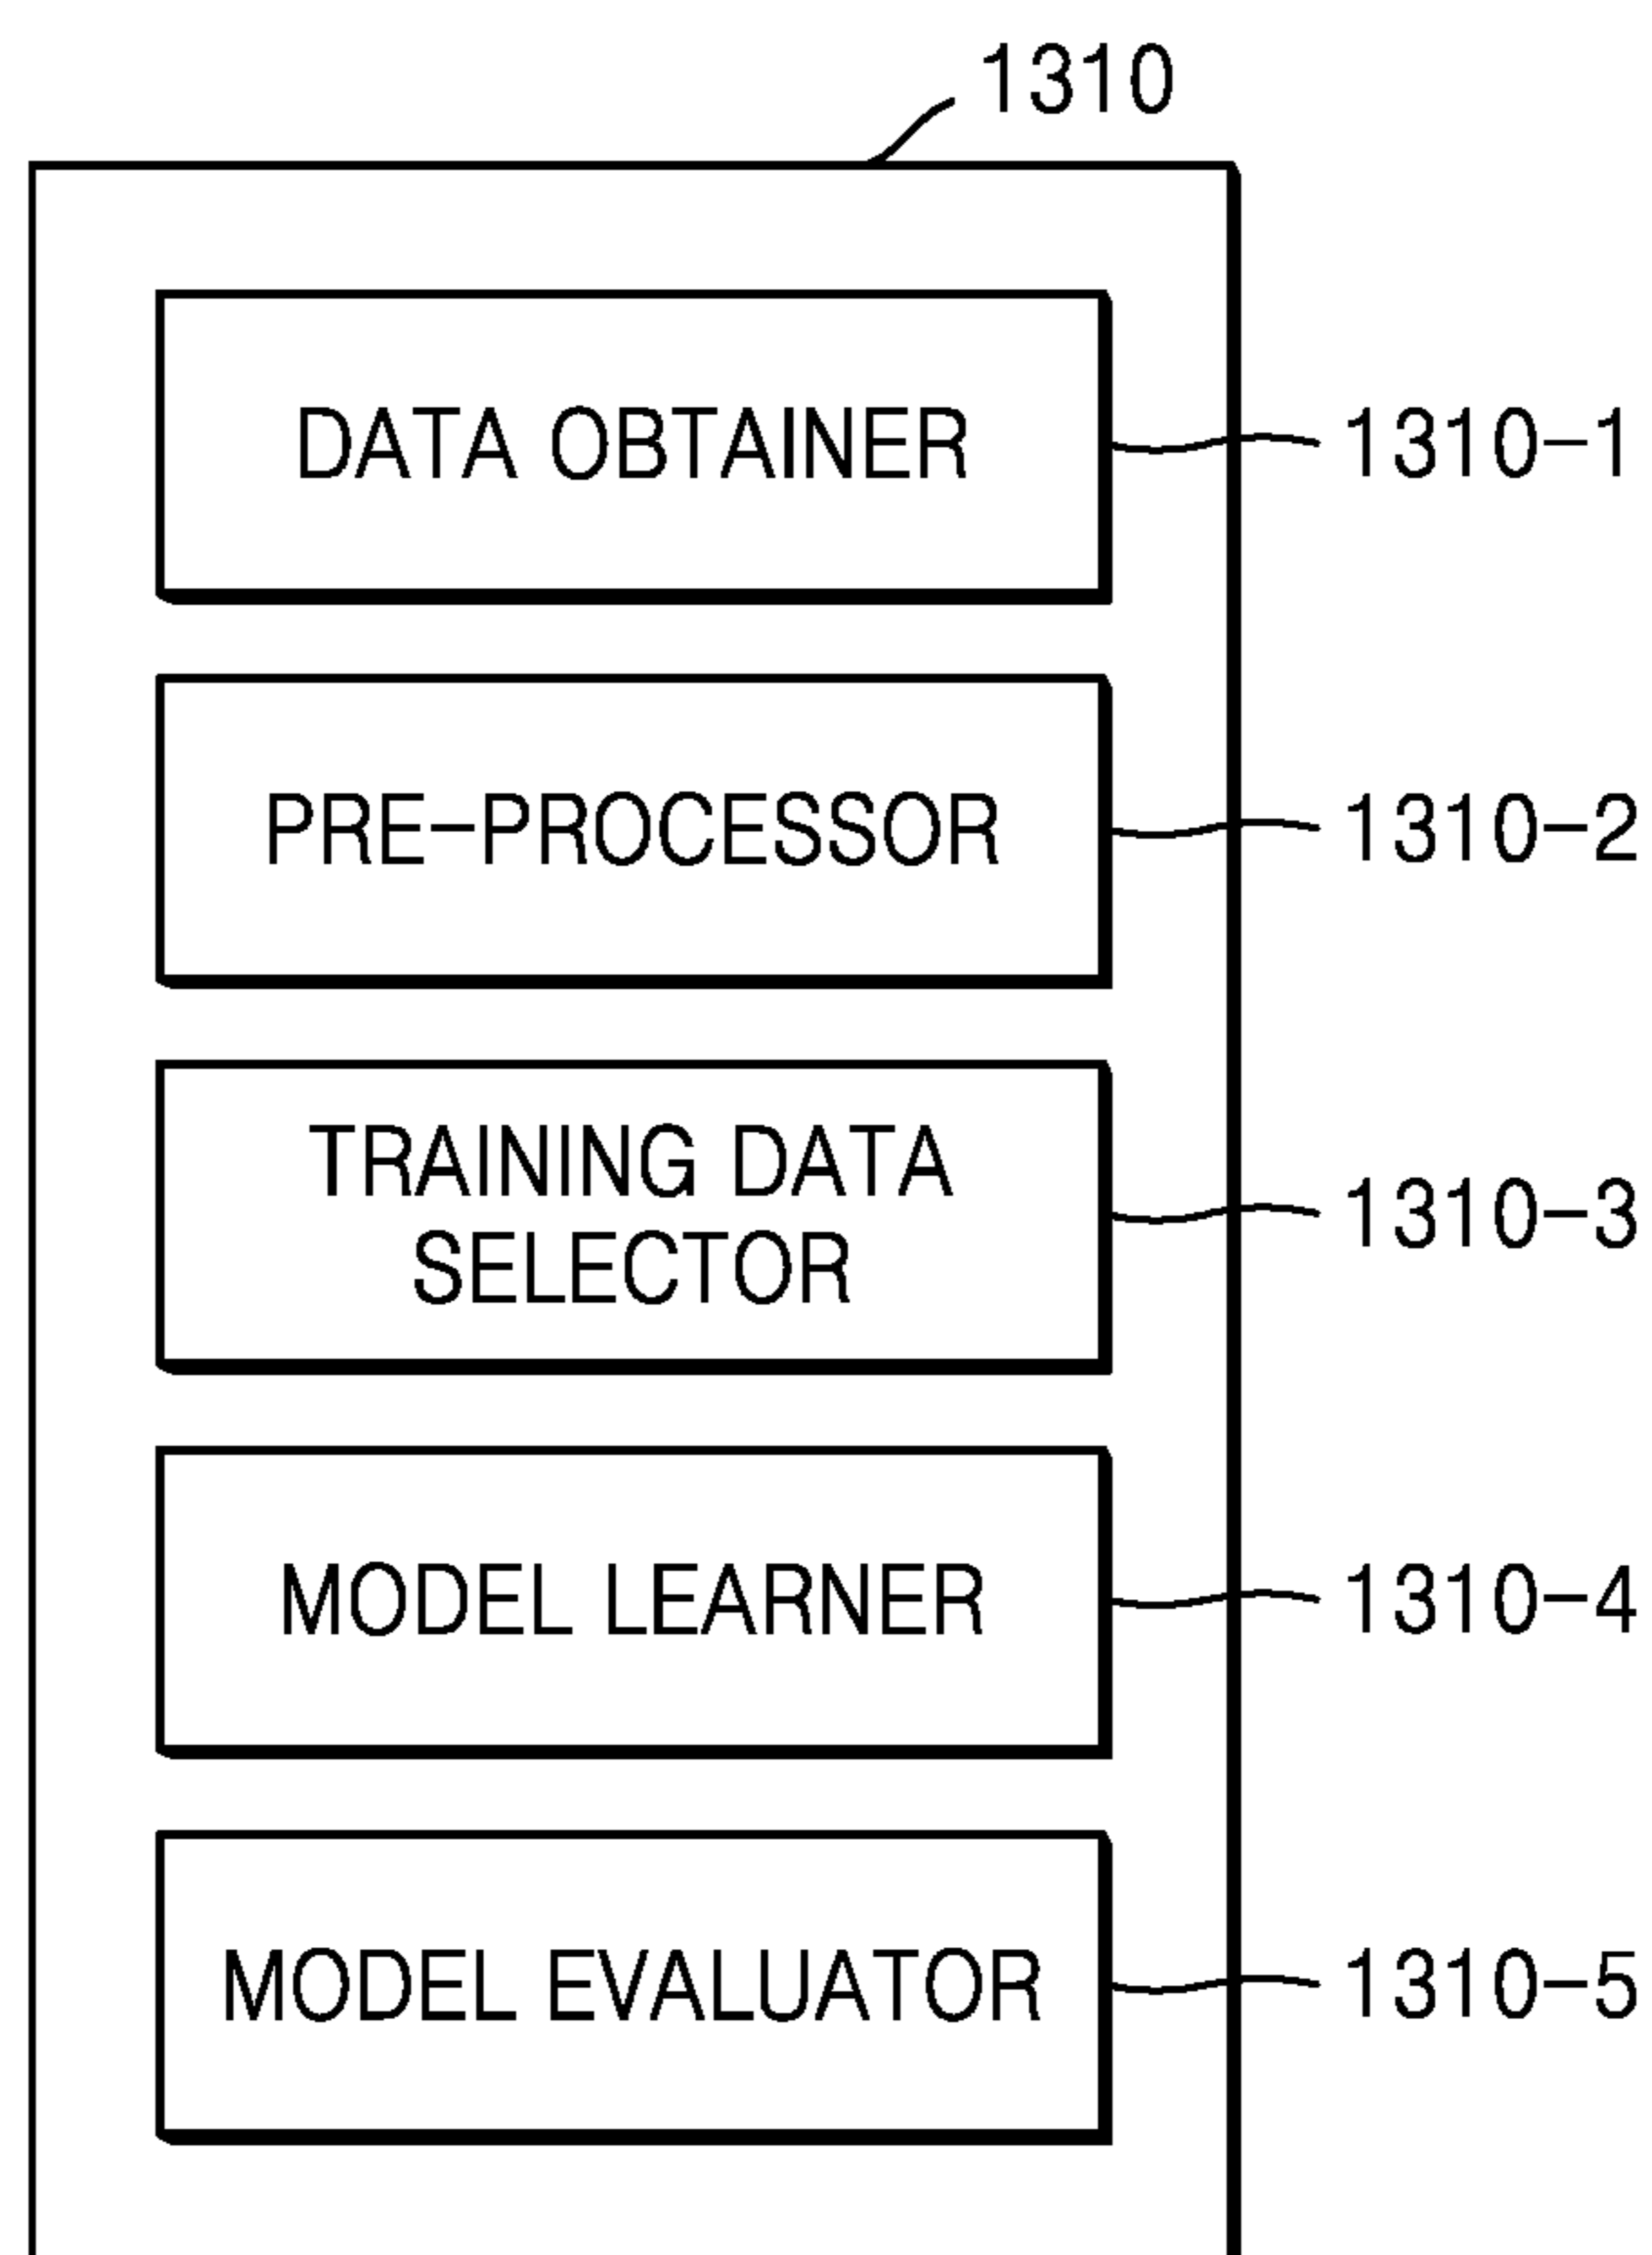 1310
DATA OBTAINER
1310-1
PRE-PROCESSOR
1310-2
TRAINING DATA
SELECTOR
1310-3
MODEL LEARNER
1310-4
MODEL EVALUATOR
1310-5